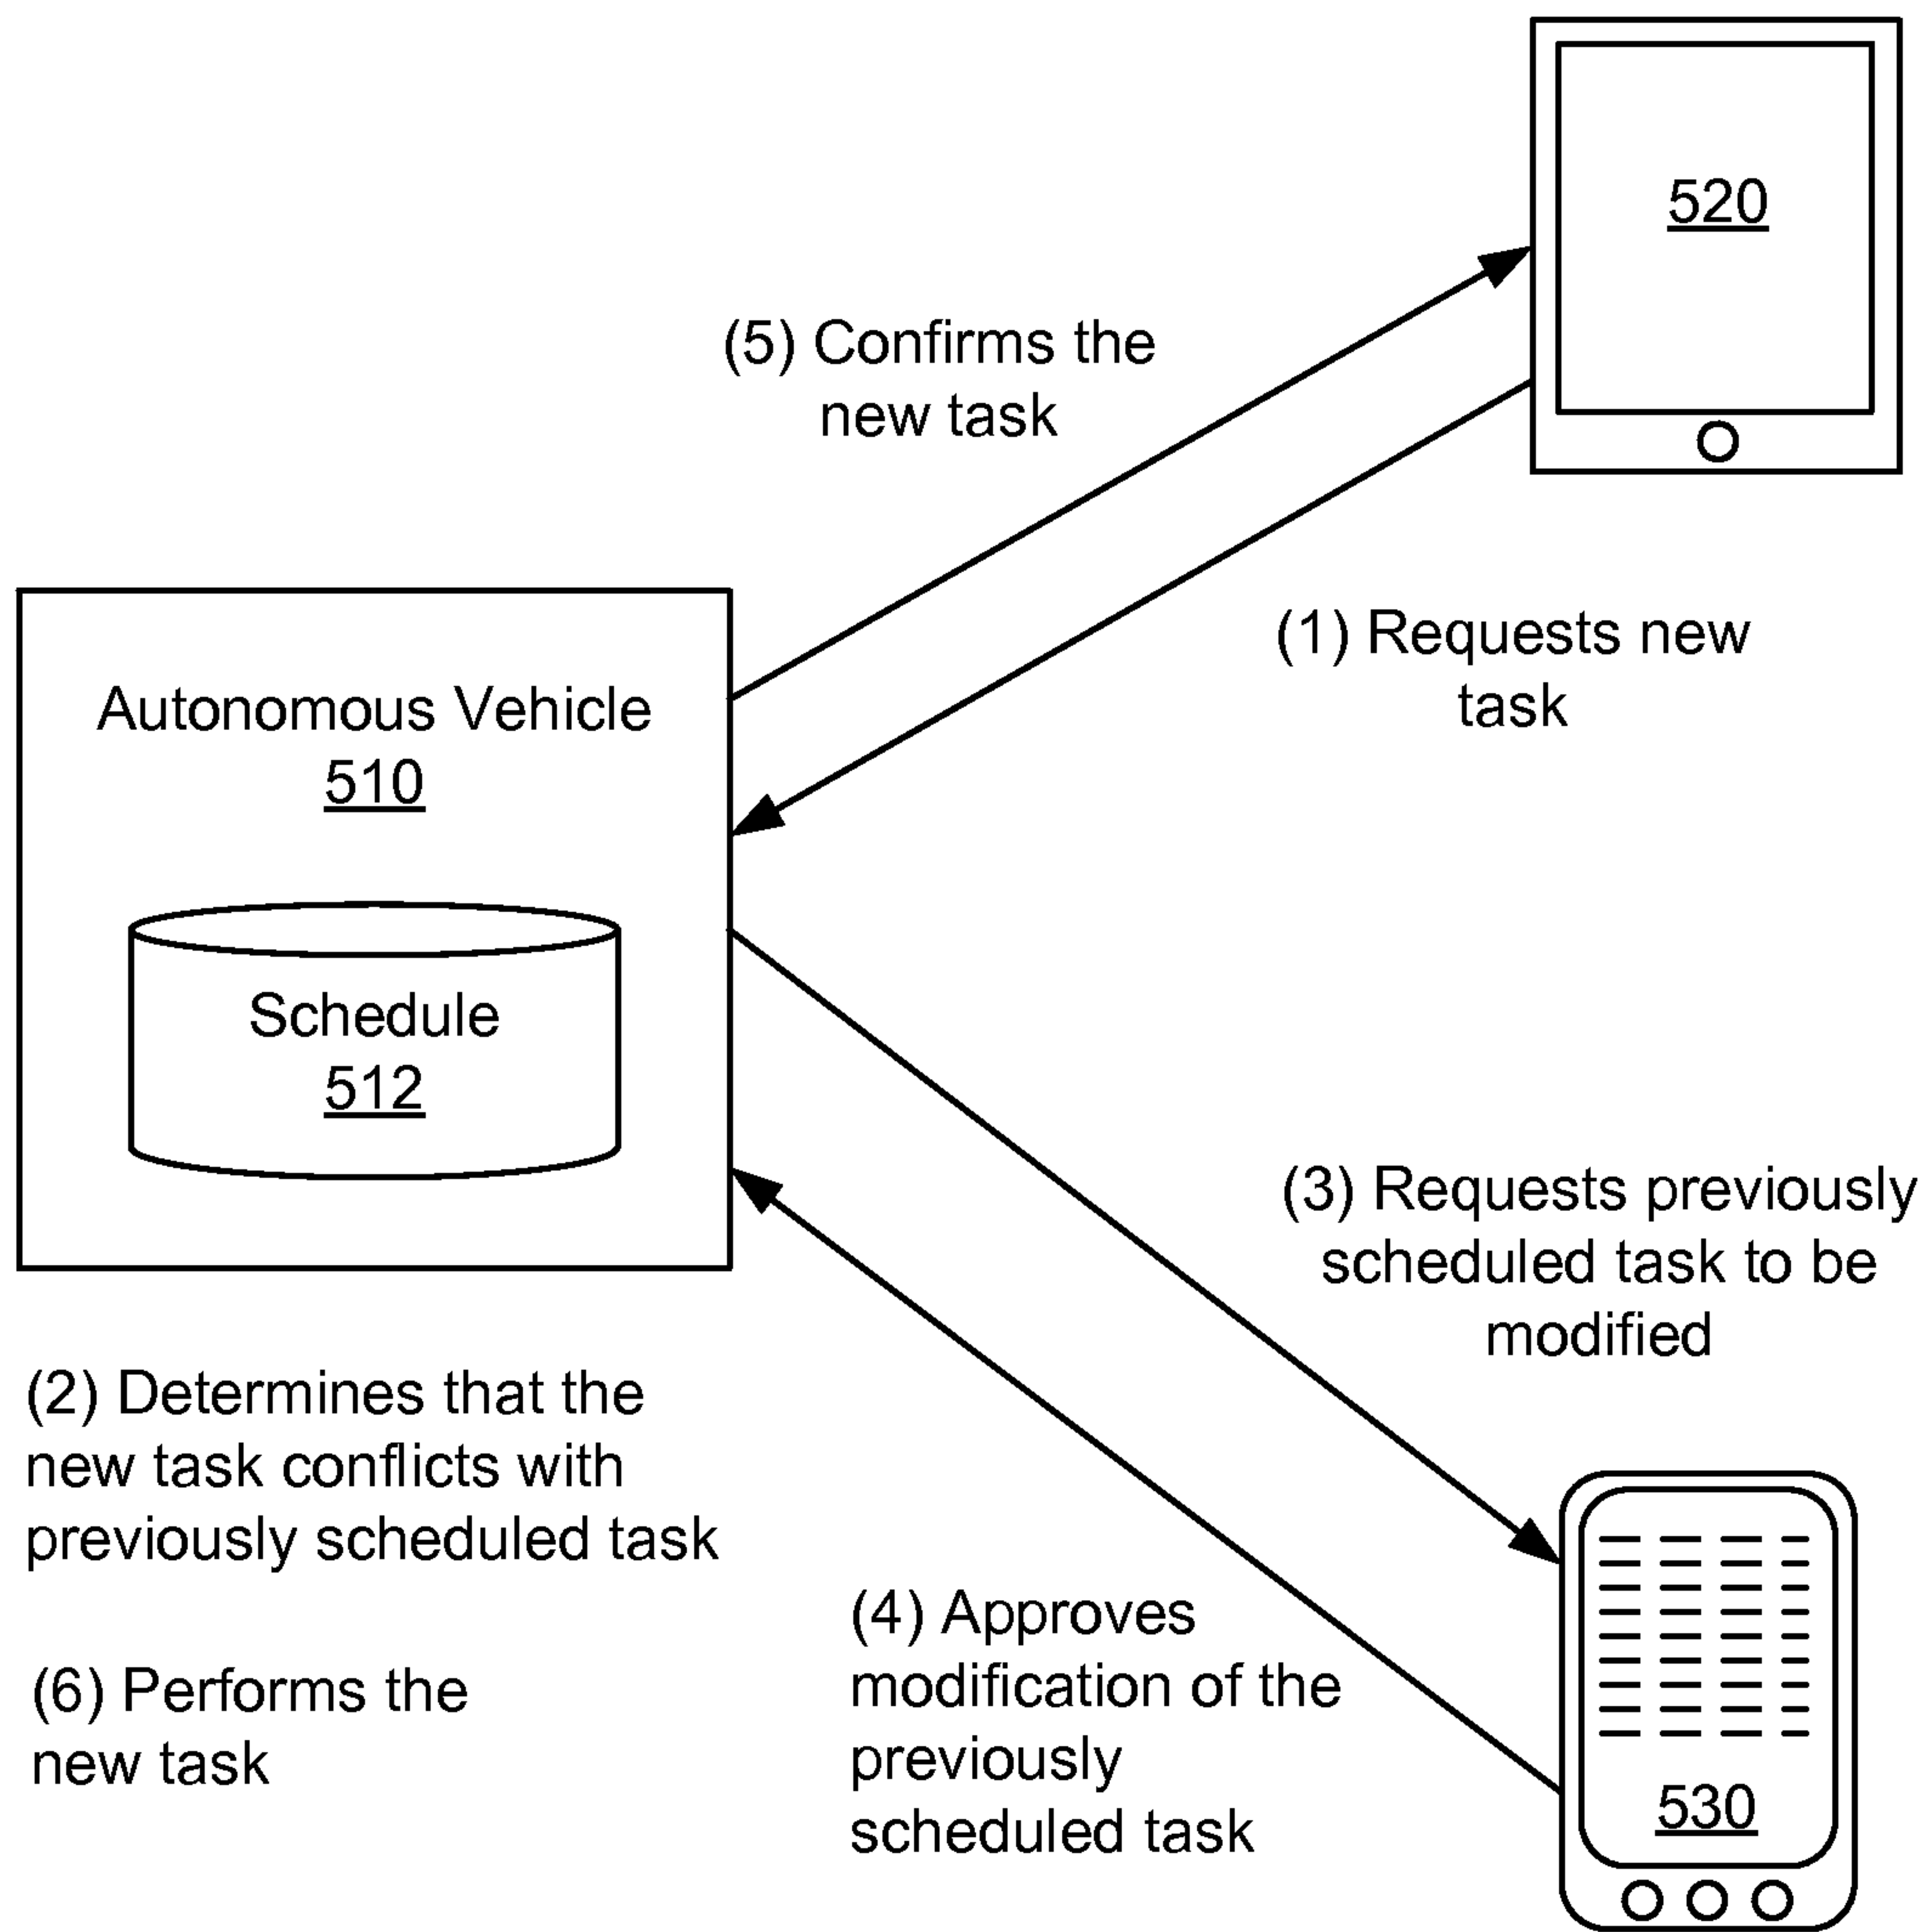 520
(5) Confirms the
new task
(1) Requests new
task
Autonomous Vehicle
510
Schedule
512
(3) Requests previously
scheduled task to be
modified
(2) Determines that the
new task conflicts with
previously scheduled task
(4) Approves
modification of the
previously
scheduled task
(6) Performs the
new task
530